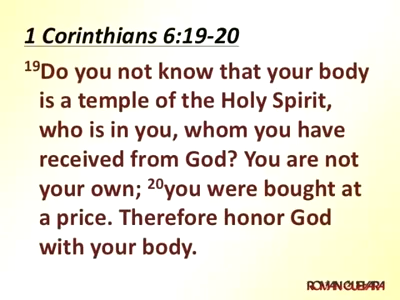 1 Corinthians 6:19-20
19Do you not know that your body
is a temple of the Holy Spirit,
who is in you, whom you have
received from God? You are not
your own; 20you were bought at
a price. Therefore honor God
with your body.
ROMAN GUEVARA